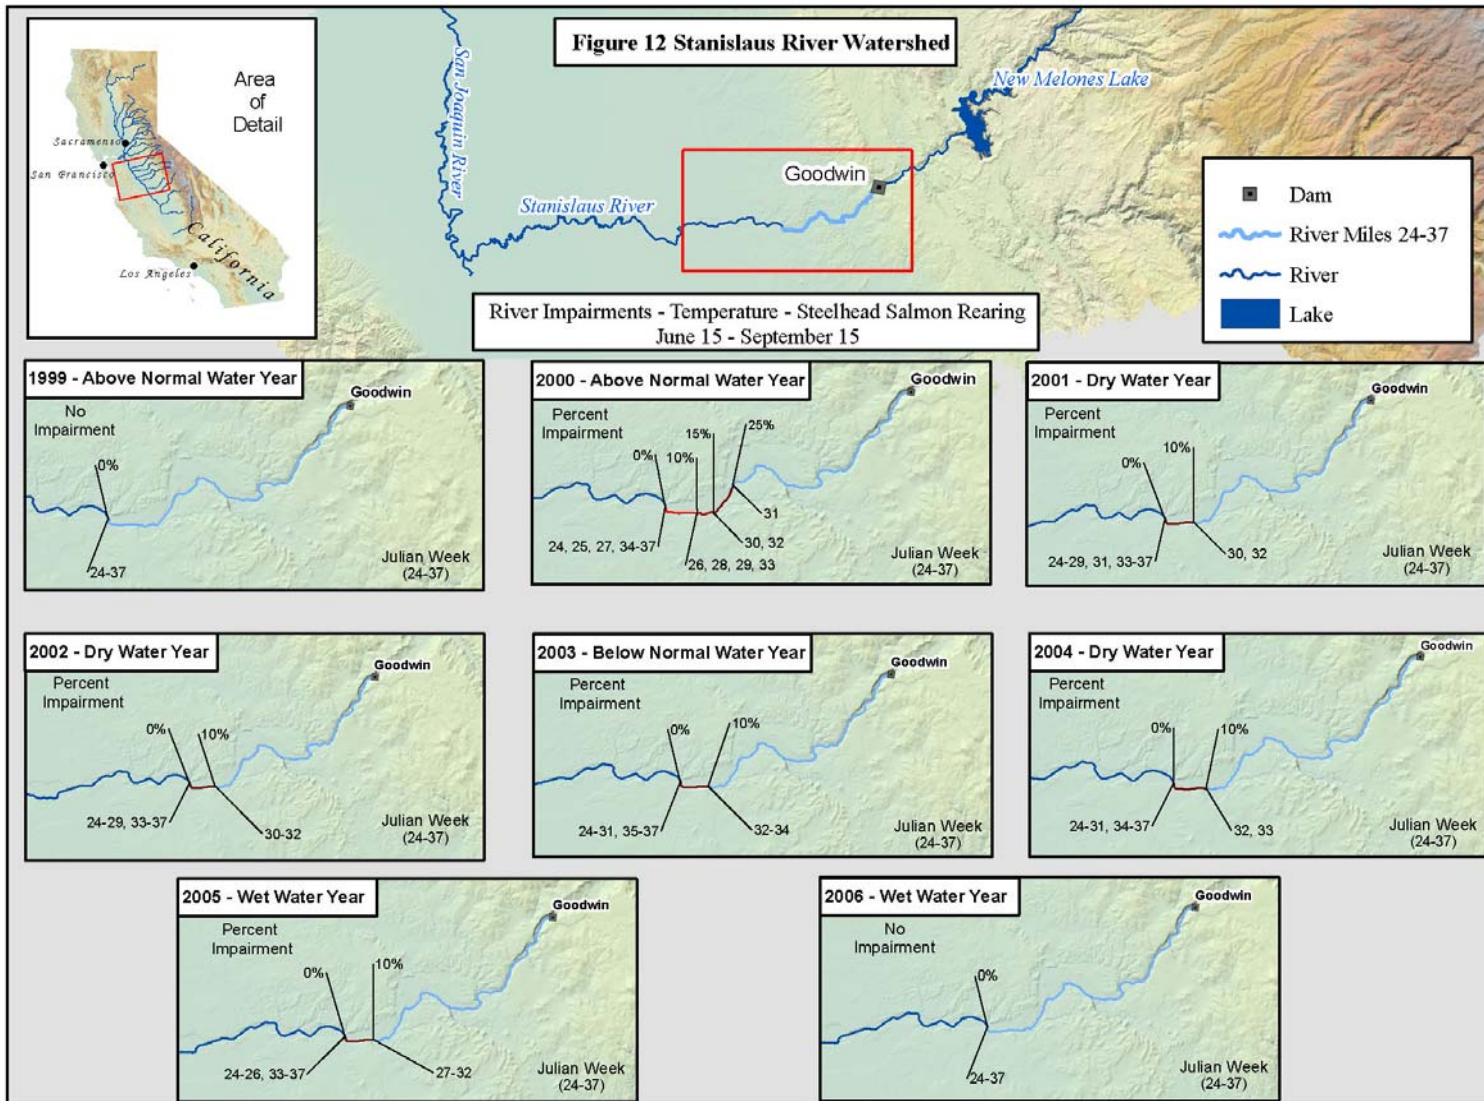 Figure 12 Stanislaus River Watershed
Area
of
Detail
Sacramento
San Francisco
Los Angeles
California
San Joaquin River
Stanislaus River
New Melones Lake
Goodwin
Dam
River Miles 24-37
River
Lake
River Impairments - Temperature - Steelhead Salmon Rearing
June 15 - September 15
1999 - Above Normal Water Year
Goodwin
No
Impairment
0%
24-37
Julian Week
(24-37)
2000 - Above Normal Water Year
Goodwin
Percent
Impairment
0%
10%
15%
25%
31
30, 32
24, 25, 27, 34-37
26, 28, 29, 33
Julian Week
(24-37)
2001 - Dry Water Year
Goodwin
Percent
Impairment
0%
10%
24-29, 31, 33-37
30, 32
Julian Week
(24-37)
2002 - Dry Water Year
Goodwin
Percent
Impairment
0%
10%
24-29, 33-37
30-32
Julian Week
(24-37)
2003 - Below Normal Water Year
Goodwin
Percent
Impairment
0%
10%
24-31, 35-37
32-34
Julian Week
(24-37)
2004 - Dry Water Year
Goodwin
Percent
Impairment
0%
10%
24-31, 34-37
32, 33
Julian Week
(24-37)
2005 - Wet Water Year
Goodwin
Percent
Impairment
0%
10%
24-26, 33-37
27-32
Julian Week
(24-37)
2006 - Wet Water Year
Goodwin
No
Impairment
0%
24-37
Julian Week
(24-37)